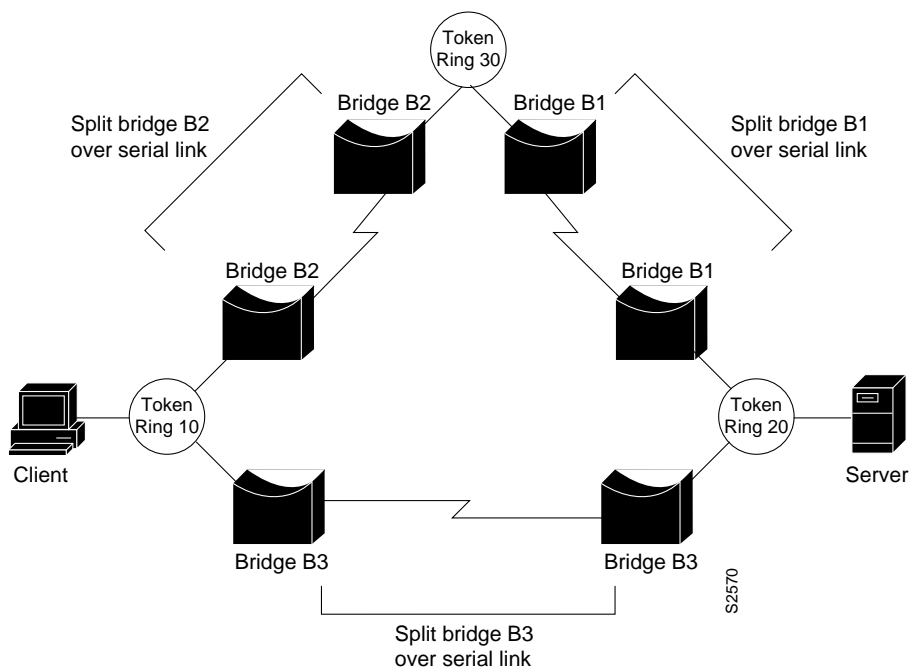 Token
Ring 30
Bridge B2
Bridge B1
Split bridge B2
over serial link
Split bridge B1
over serial link
Bridge B2
Bridge B1
Token
Ring 10
Token
Ring 20
Client
Server
Bridge B3
Bridge B3
S2570
Split bridge B3
over serial link